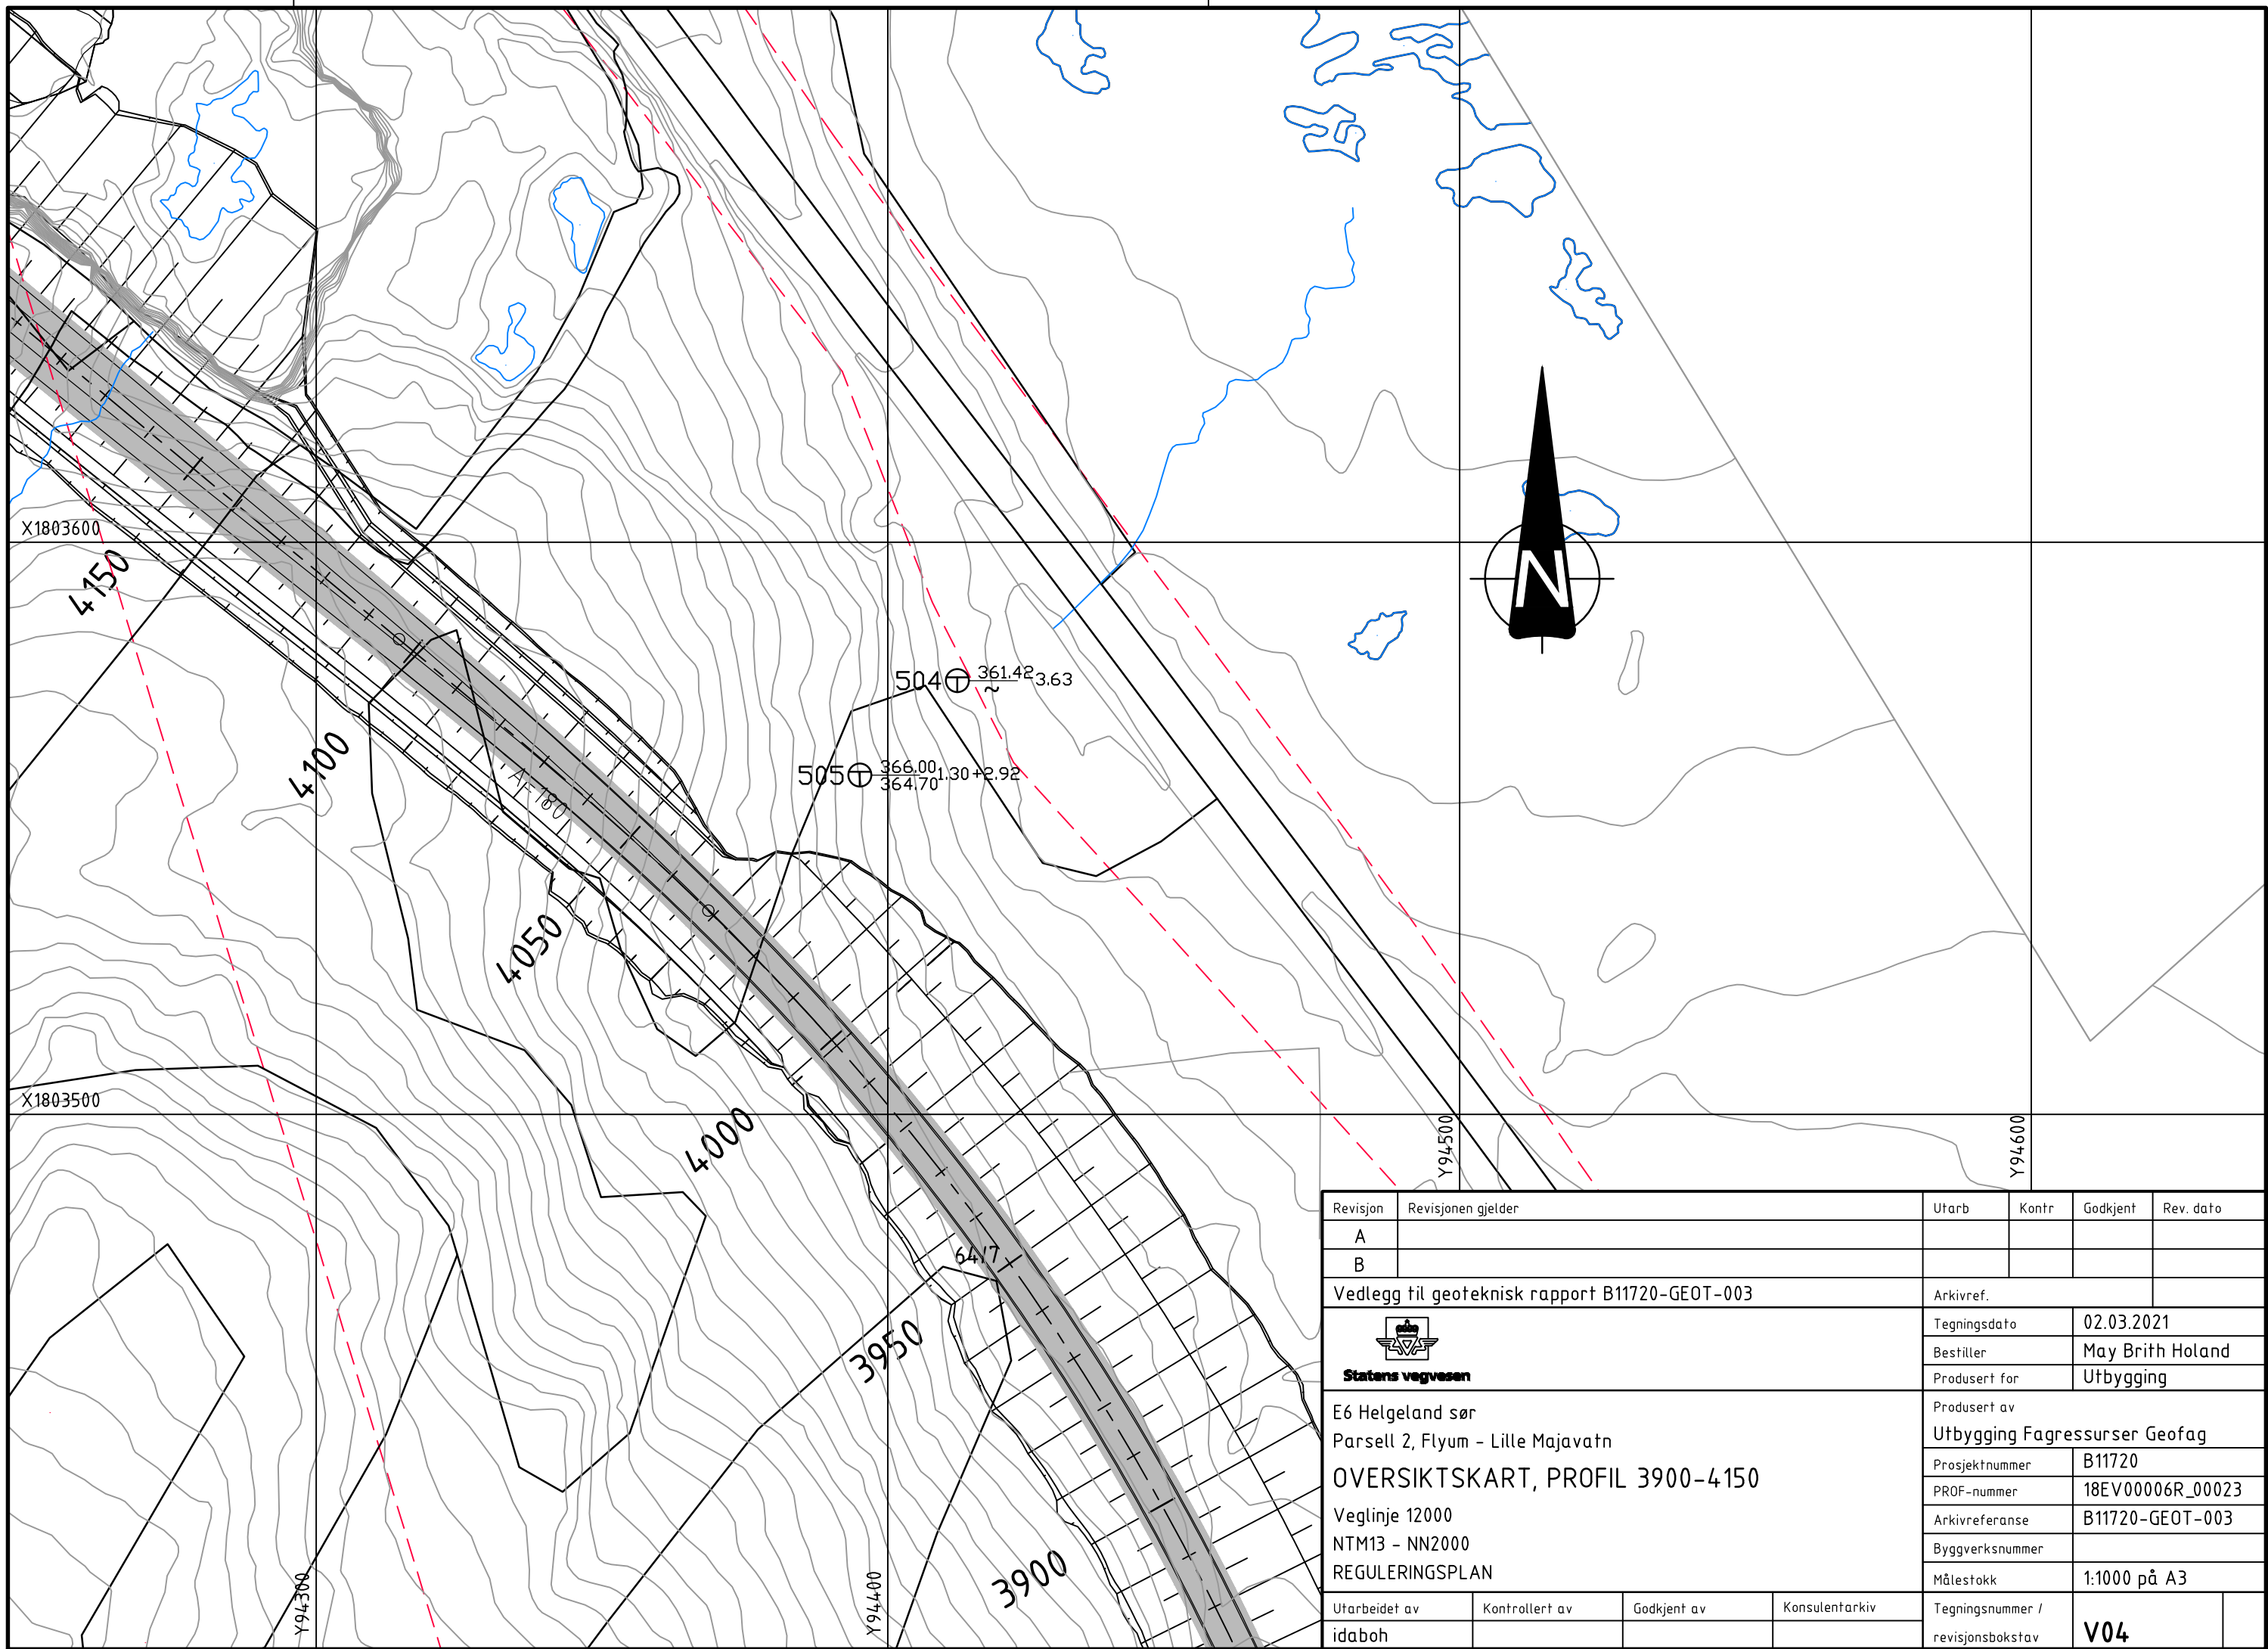 X1803600
4150
504 361.42 3.63
~
4100
505 366.00 1.30+2.92
364.70
4050
X1803500
4000
Y94500
Y94600
64/7
3950
3900
Y94300
Y94400
N
Revisjon Revisjonen gjelder Utarb Kontr Godkjent Rev. dato
A
B
Vedlegg til geoteknisk rapport B11720-GEOT-003 Arkivref.
Statens vegvesen
Tegningsdato 02.03.2021
Bestiller May Brith Holand
Produsert for Utbygging
E6 Helgeland sør
Parsell 2, Flyum - Lille Majavatn
OVERSIKTSKART, PROFIL 3900-4150
Veglinje 12000
NTM13 - NN2000
REGULERINGSPLAN
Produsert av
Utbygging Fagressurser Geofag
Prosjektnummer B11720
PROF-nummer 18EV00006R_00023
Arkivreferanse B11720-GEOT-003
Byggverksnummer
Målestokk 1:1000 på A3
Utarbeidet av Kontrollert av Godkjent av Konsulentarkiv
idaboh
Tegningsnummer /
revisjonsbokstav V04